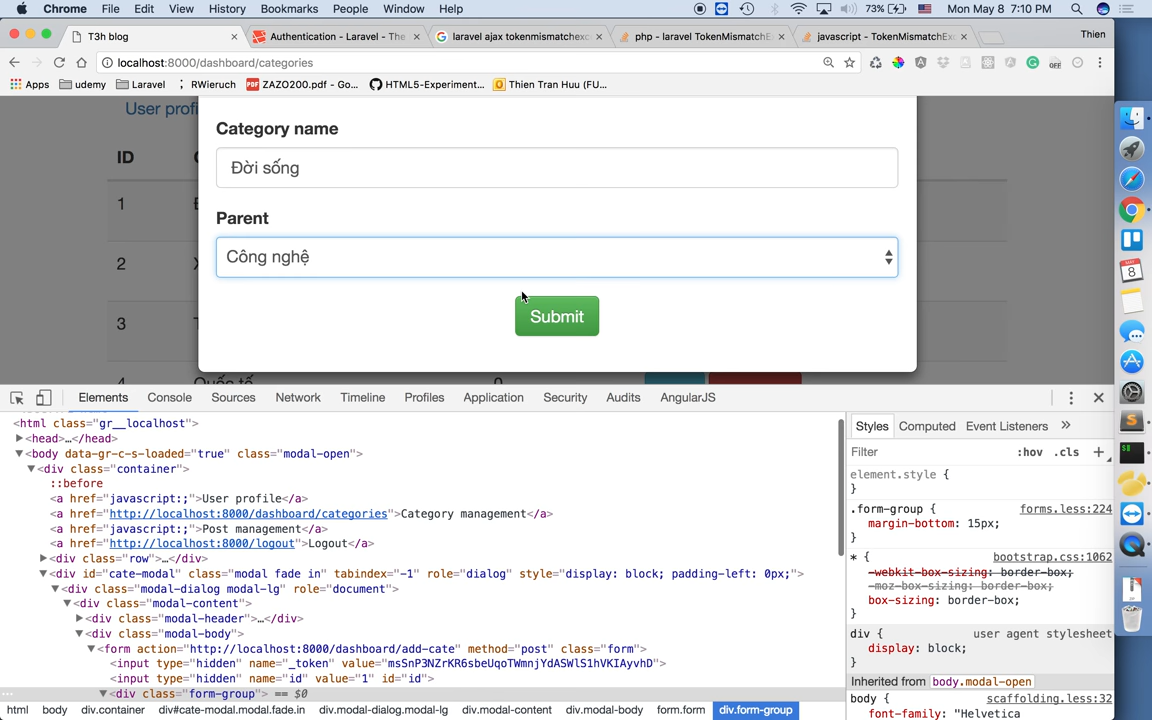 Chrome File Edit View History Bookmarks People Window Help 73% Mon May 8 7:10 PM
T3h blog Authentication - Laravel - The laravel ajax tokenmismatchexc php - laravel TokenMismatchE javascript - TokenMismatchEx Thien
localhost:8000/dashboard/categories
Apps udemy Laravel RWieruch PDF ZAZO200.pdf - Go... HTML5-Experiment... Thien Tran Huu (FU...
User profi
Category name
ID
Đời sống
1
Parent
Công nghệ
2
Submit
3
4 Quốc tế 0
Elements Console Sources Network Timeline Profiles Application Security Audits AngularJS
<html class="gr__localhost">
<head>…</head>
<body data-gr-c-s-loaded="true" class="modal-open">
<div class="container">
::before
<a href="javascript:;">User profile</a>
<a href="http://localhost:8000/dashboard/categories">Category management</a>
<a href="javascript:;">Post management</a>
<a href="http://localhost:8000/logout">Logout</a>
<div class="row">…</div>
<div id="cate-modal" class="modal fade in" tabindex="-1" role="dialog" style="display: block; padding-left: 0px;">
<div class="modal-dialog modal-lg" role="document">
<div class="modal-content">
<div class="modal-header">…</div>
<div class="modal-body">
<form action="http://localhost:8000/dashboard/add-cate" method="post" class="form">
<input type="hidden" name="_token" value="msSnP3NZrKR6sbeUqoTWmnjYdASWlS1hVKIAyvhD">
<input type="hidden" name="id" value="1" id="id">
<div class="form-group"> == $0
html body div.container div#cate-modal.modal.fade.in div.modal-dialog.modal-lg div.modal-content div.modal-body form.form div.form-group
Styles Computed Event Listeners »
Filter :hov .cls +
element.style {
}
.form-group { forms.less:224
margin-bottom: 15px;
}
* { bootstrap.css:1062
-webkit-box-sizing: border-box;
-moz-box-sizing: border-box;
box-sizing: border-box;
}
div { user agent stylesheet
display: block;
}
Inherited from body.modal-open
body { scaffolding.less:32
font-family: "Helvetica